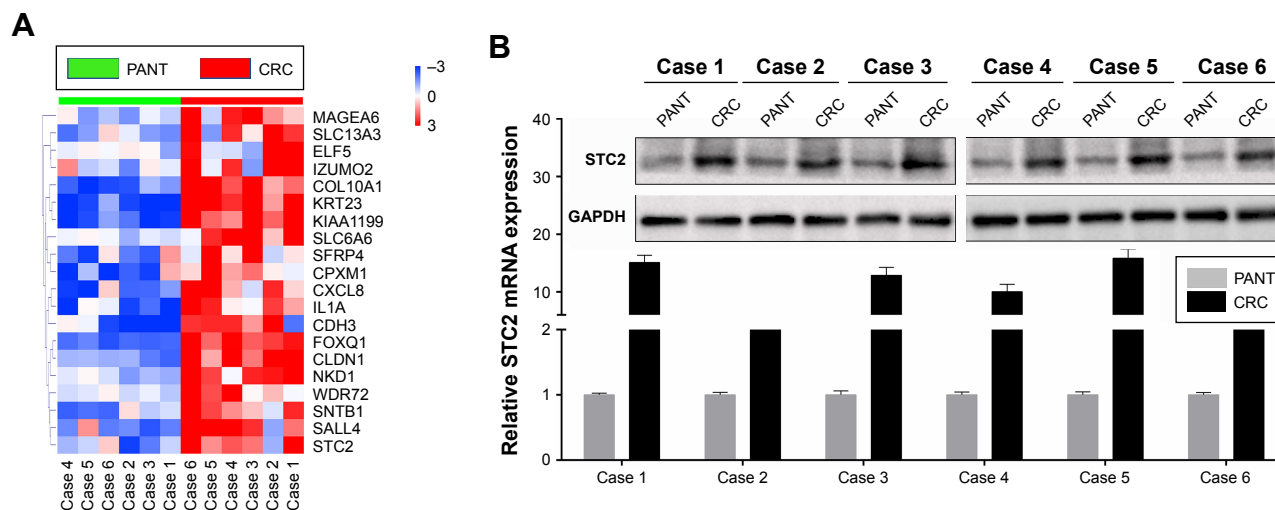 A
PANT CRC
–3
0
3
MAGEA6
SLC13A3
ELF5
IZUMO2
COL10A1
KRT23
KIAA1199
SLC6A6
SFRP4
CPXM1
CXCL8
IL1A
CDH3
FOXQ1
CLDN1
NKD1
WDR72
SNTB1
SALL4
STC2
Case 4 Case 5 Case 6 Case 2 Case 3 Case 1 Case 6 Case 5 Case 4 Case 3 Case 2 Case 1
B
Case 1 Case 2 Case 3 Case 4 Case 5 Case 6
PANT CRC PANT CRC PANT CRC PANT CRC PANT CRC PANT CRC
STC2
GAPDH
Relative STC2 mRNA expression
40
30
20
10
2
1
0
PANT
CRC
Case 1 Case 2 Case 3 Case 4 Case 5 Case 6